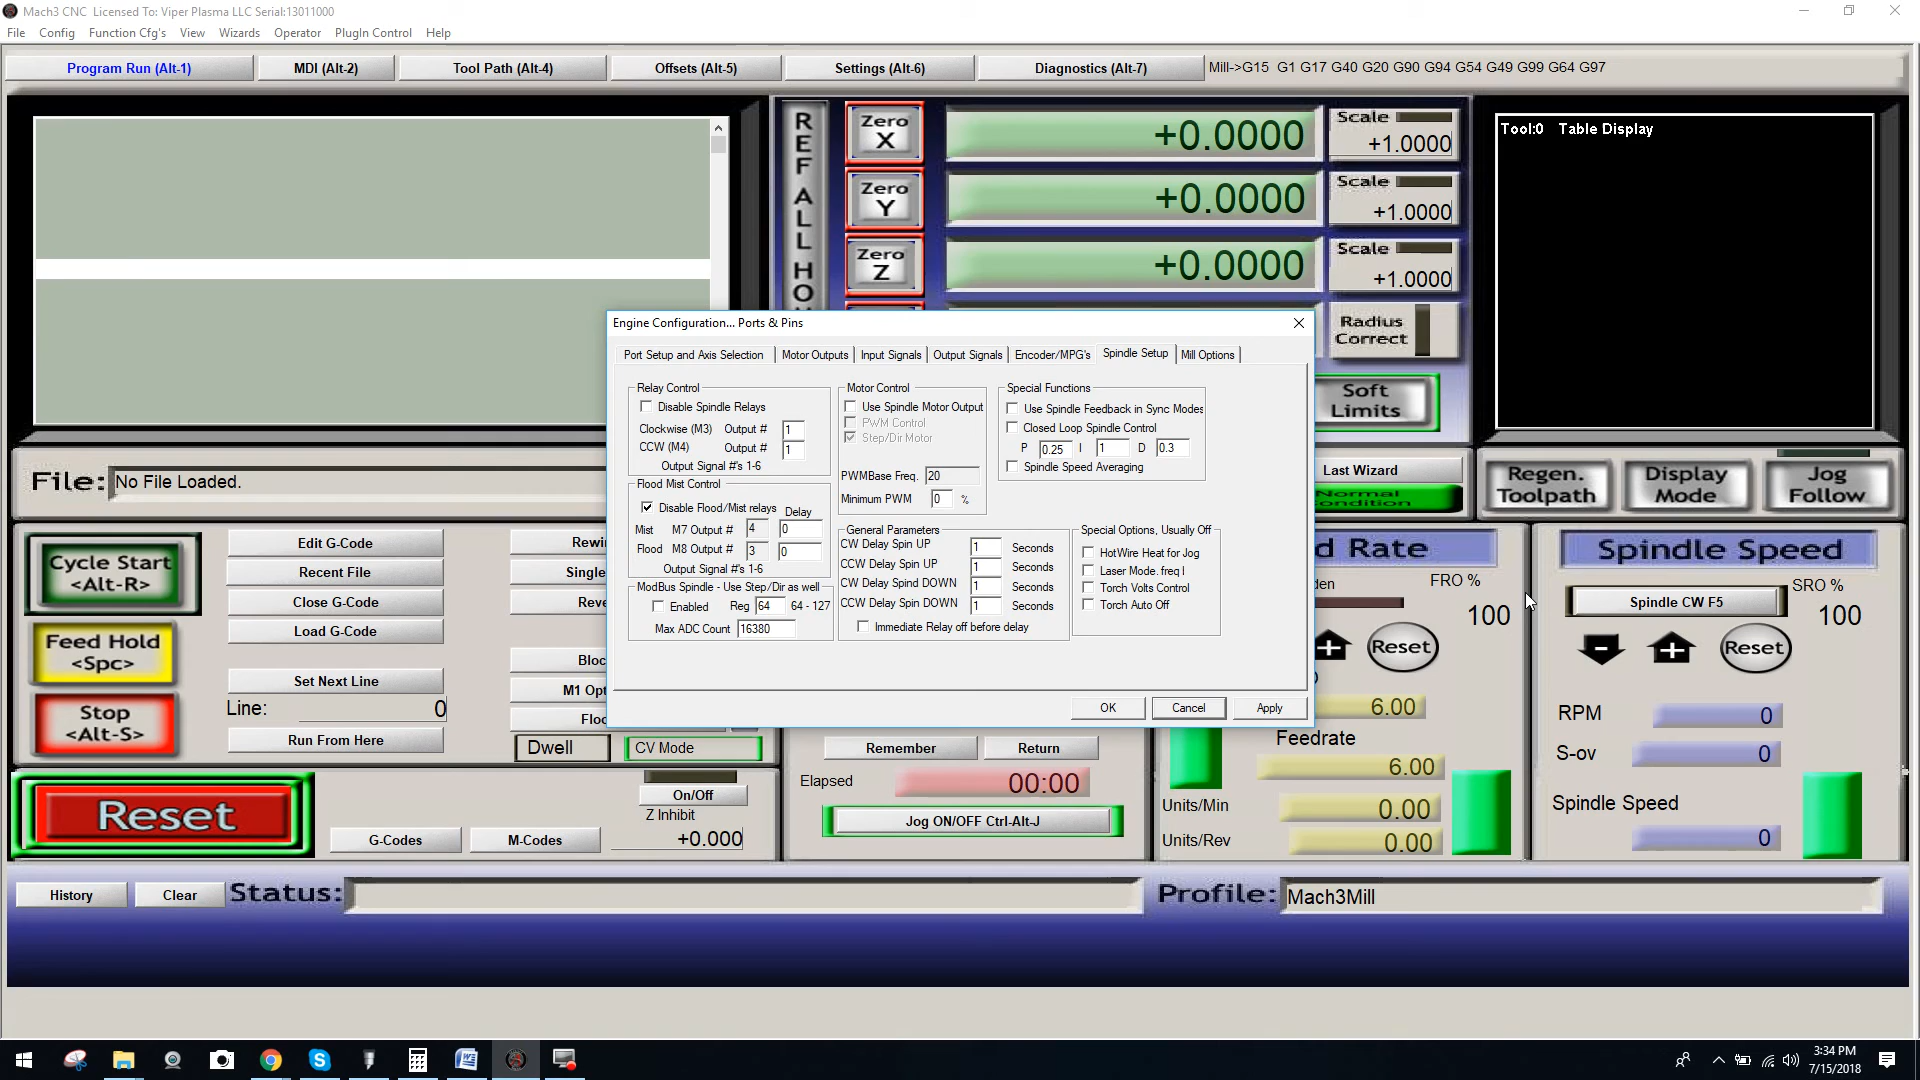 Mach3 CNC  Licensed To: Viper Plasma LLC Serial:13011000
File Config Function Cfg's View Wizards Operator PlugIn Control Help
Program Run (Alt-1) MDI (Alt-2) Tool Path (Alt-4) Offsets (Alt-5) Settings (Alt-6) Diagnostics (Alt-7) Mill->G15  G1 G17 G40 G20 G90 G94 G54 G49 G99 G64 G97
REF ALL HO
Zero X +0.0000 Scale +1.0000
Zero Y +0.0000 Scale +1.0000
Zero Z +0.0000 Scale +1.0000
Tool:0 Table Display
Radius
Correct
Soft
Limits
Engine Configuration... Ports & Pins
Port Setup and Axis Selection Motor Outputs Input Signals Output Signals Encoder/MPG's Spindle Setup Mill Options
Relay Control
Disable Spindle Relays
Clockwise (M3) Output # 1
CCW (M4) Output # 1
Output Signal #'s 1-6
Flood Mist Control
Disable Flood/Mist relays Delay
Mist M7 Output # 4 0
Flood M8 Output # 3 0
Output Signal #'s 1-6
ModBus Spindle - Use Step/Dir as well
Enabled Reg 64 64 - 127
Max ADC Count 16380
Motor Control
Use Spindle Motor Output
PWM Control
Step/Dir Motor
PWMBase Freq. 20
Minimum PWM 0 %
General Parameters
CW Delay Spin UP 1 Seconds
CCW Delay Spin UP 1 Seconds
CW Delay Spind DOWN 1 Seconds
CCW Delay Spin DOWN 1 Seconds
Immediate Relay off before delay
Special Functions
Use Spindle Feedback in Sync Modes
Closed Loop Spindle Control
P 0.25 I 1 D 0.3
Spindle Speed Averaging
Special Options, Usually Off
HotWire Heat for Jog
Laser Mode. freq I
Torch Volts Control
Torch Auto Off
OK Cancel Apply
File: No File Loaded.
Last Wizard
Normal
Condition
Regen.
Toolpath
Display
Mode
Jog
Follow
Cycle Start
<Alt-R>
Feed Hold
<Spc>
Stop
<Alt-S>
Edit G-Code
Recent File
Close G-Code
Load G-Code
Set Next Line
Line: 0
Run From Here
Rewi
Single
Reve
Bloc
M1 Opt
Floo
Dwell CV Mode
Reset
G-Codes M-Codes
On/Off
Z Inhibit
+0.000
Remember Return
Elapsed 00:00
Jog ON/OFF Ctrl-Alt-J
d Rate
den
FRO %
100
Reset
6.00
Feedrate
6.00
Units/Min 0.00
Units/Rev 0.00
Spindle Speed
Spindle CW F5
SRO %
100
- + Reset
RPM 0
S-ov 0
Spindle Speed
0
History Clear Status: Profile: Mach3Mill
3:34 PM
7/15/2018